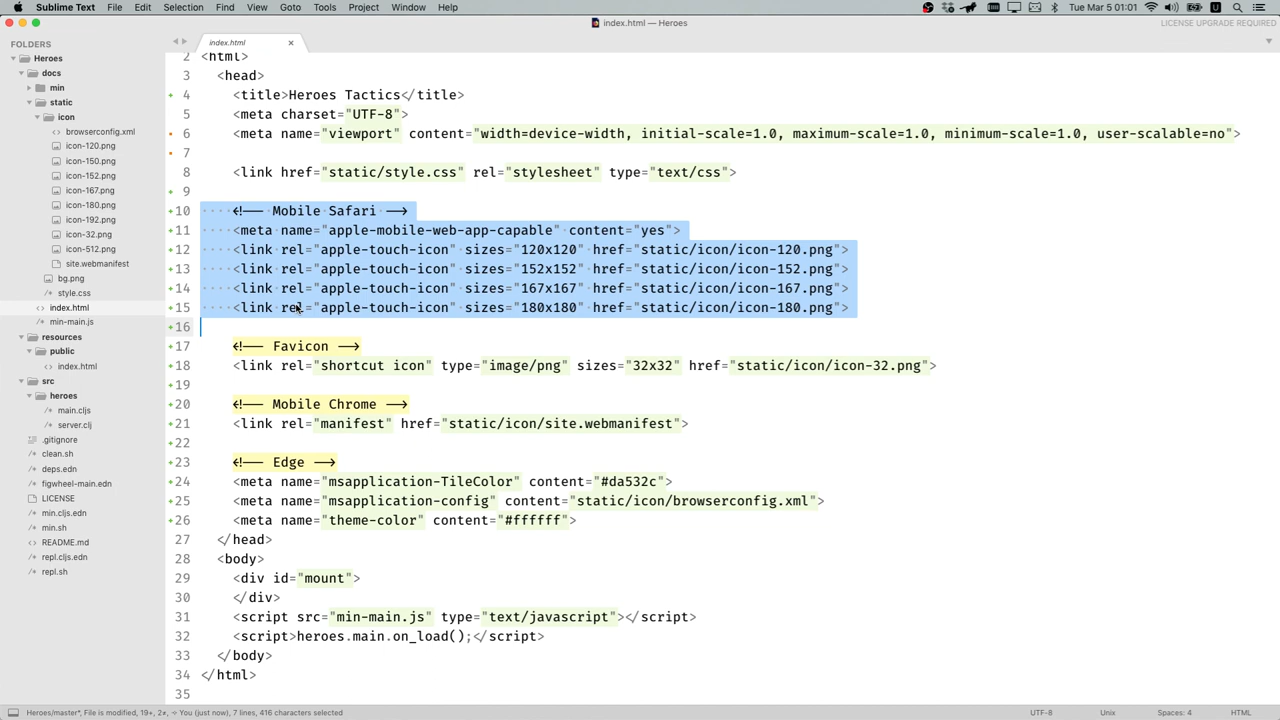 Sublime Text File Edit Selection Find View Goto Tools Project Window Help
Tue Mar 5 01:01
index.html — Heroes
LICENSE UPGRADE REQUIRED
FOLDERS
Heroes
docs
min
static
icon
browserconfig.xml
icon-120.png
icon-150.png
icon-152.png
icon-167.png
icon-180.png
icon-192.png
icon-32.png
icon-512.png
site.webmanifest
bg.png
style.css
index.html
min-main.js
resources
public
index.html
src
heroes
main.cljs
server.clj
.gitignore
clean.sh
deps.edn
figwheel-main.edn
LICENSE
min.cljs.edn
min.sh
README.md
repl.cljs.edn
repl.sh
index.html
2 <html>
3 <head>
4 <title>Heroes Tactics</title>
5 <meta charset="UTF-8">
6 <meta name="viewport" content="width=device-width, initial-scale=1.0, maximum-scale=1.0, minimum-scale=1.0, user-scalable=no">
7
8 <link href="static/style.css" rel="stylesheet" type="text/css">
9
10 <!-- Mobile Safari -->
11 <meta name="apple-mobile-web-app-capable" content="yes">
12 <link rel="apple-touch-icon" sizes="120x120" href="static/icon/icon-120.png">
13 <link rel="apple-touch-icon" sizes="152x152" href="static/icon/icon-152.png">
14 <link rel="apple-touch-icon" sizes="167x167" href="static/icon/icon-167.png">
15 <link rel="apple-touch-icon" sizes="180x180" href="static/icon/icon-180.png">
16
17 <!-- Favicon -->
18 <link rel="shortcut icon" type="image/png" sizes="32x32" href="static/icon/icon-32.png">
19
20 <!-- Mobile Chrome -->
21 <link rel="manifest" href="static/icon/site.webmanifest">
22
23 <!-- Edge -->
24 <meta name="msapplication-TileColor" content="#da532c">
25 <meta name="msapplication-config" content="static/icon/browserconfig.xml">
26 <meta name="theme-color" content="#ffffff">
27 </head>
28 <body>
29 <div id="mount">
30 </div>
31 <script src="min-main.js" type="text/javascript"></script>
32 <script>heroes.main.on_load();</script>
33 </body>
34 </html>
35
Heroes/master*, File is modified, 19+, 2≠, You (just now), 7 lines, 416 characters selected
UTF-8 Unix Spaces: 4 HTML